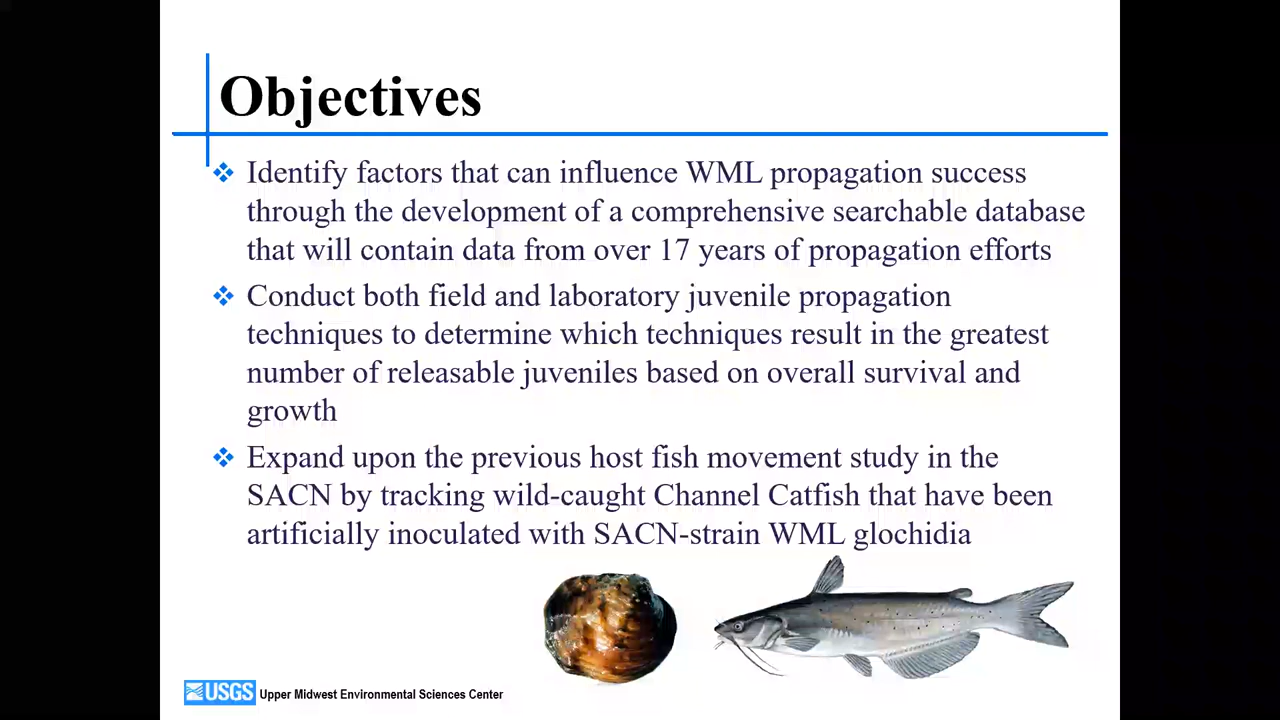 Objectives
Identify factors that can influence WML propagation success
through the development of a comprehensive searchable database
that will contain data from over 17 years of propagation efforts
Conduct both field and laboratory juvenile propagation
techniques to determine which techniques result in the greatest
number of releasable juveniles based on overall survival and
growth
Expand upon the previous host fish movement study in the
SACN by tracking wild-caught Channel Catfish that have been
artificially inoculated with SACN-strain WML glochidia
USGS Upper Midwest Environmental Sciences Center